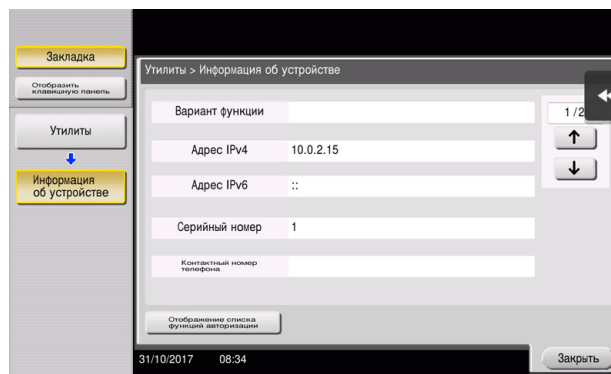 Закладка
Отобразить
клавишную панель
Утилиты
Информация
об устройстве
Утилиты > Информация об устройстве
Вариант функции
Адрес IPv4 10.0.2.15
Адрес IPv6 ::
Серийный номер 1
Контактный номер
телефона
1/2
Отображение списка
функций авторизации
31/10/2017 08:34
Закрыть